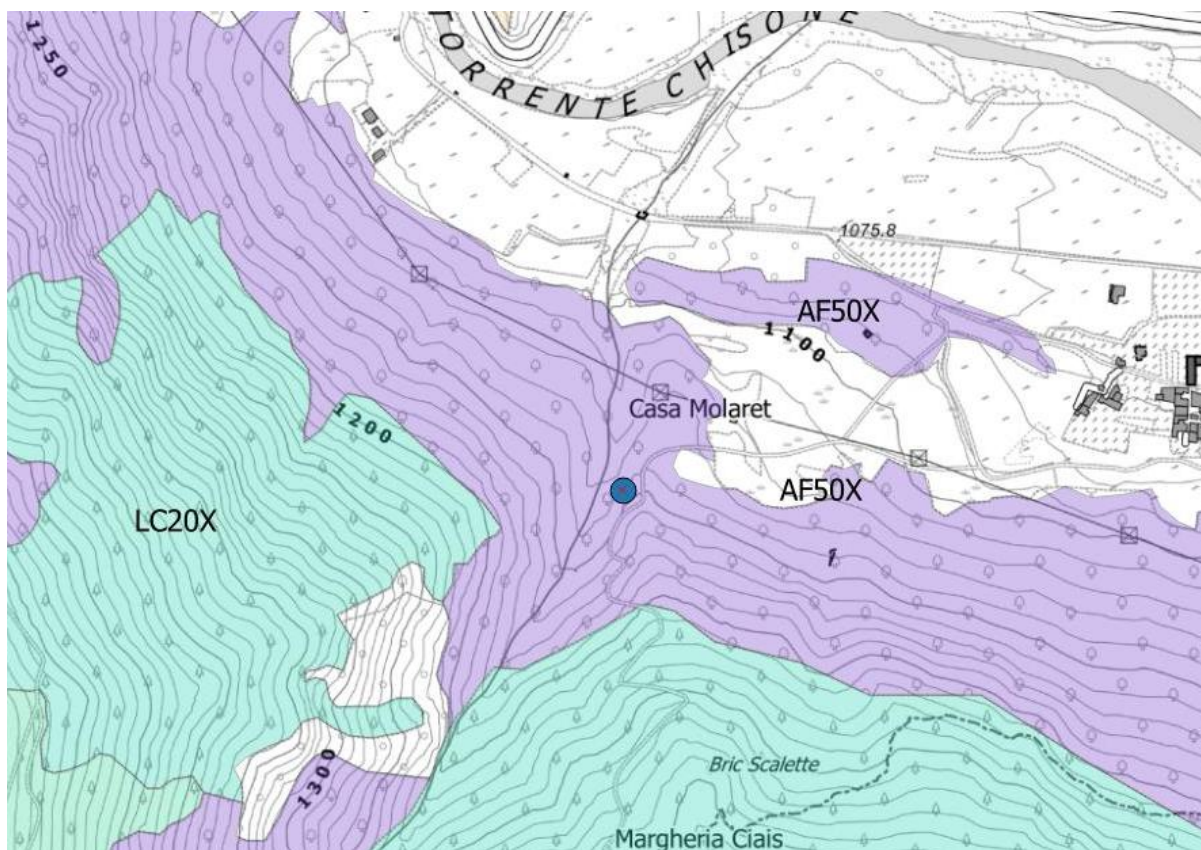 1250
TORRENTE CHISONE
1075.8
AF50X
1100
Casa Molaret
1200
AF50X
LC20X
1300
Bric Scalette
Margheria Ciais